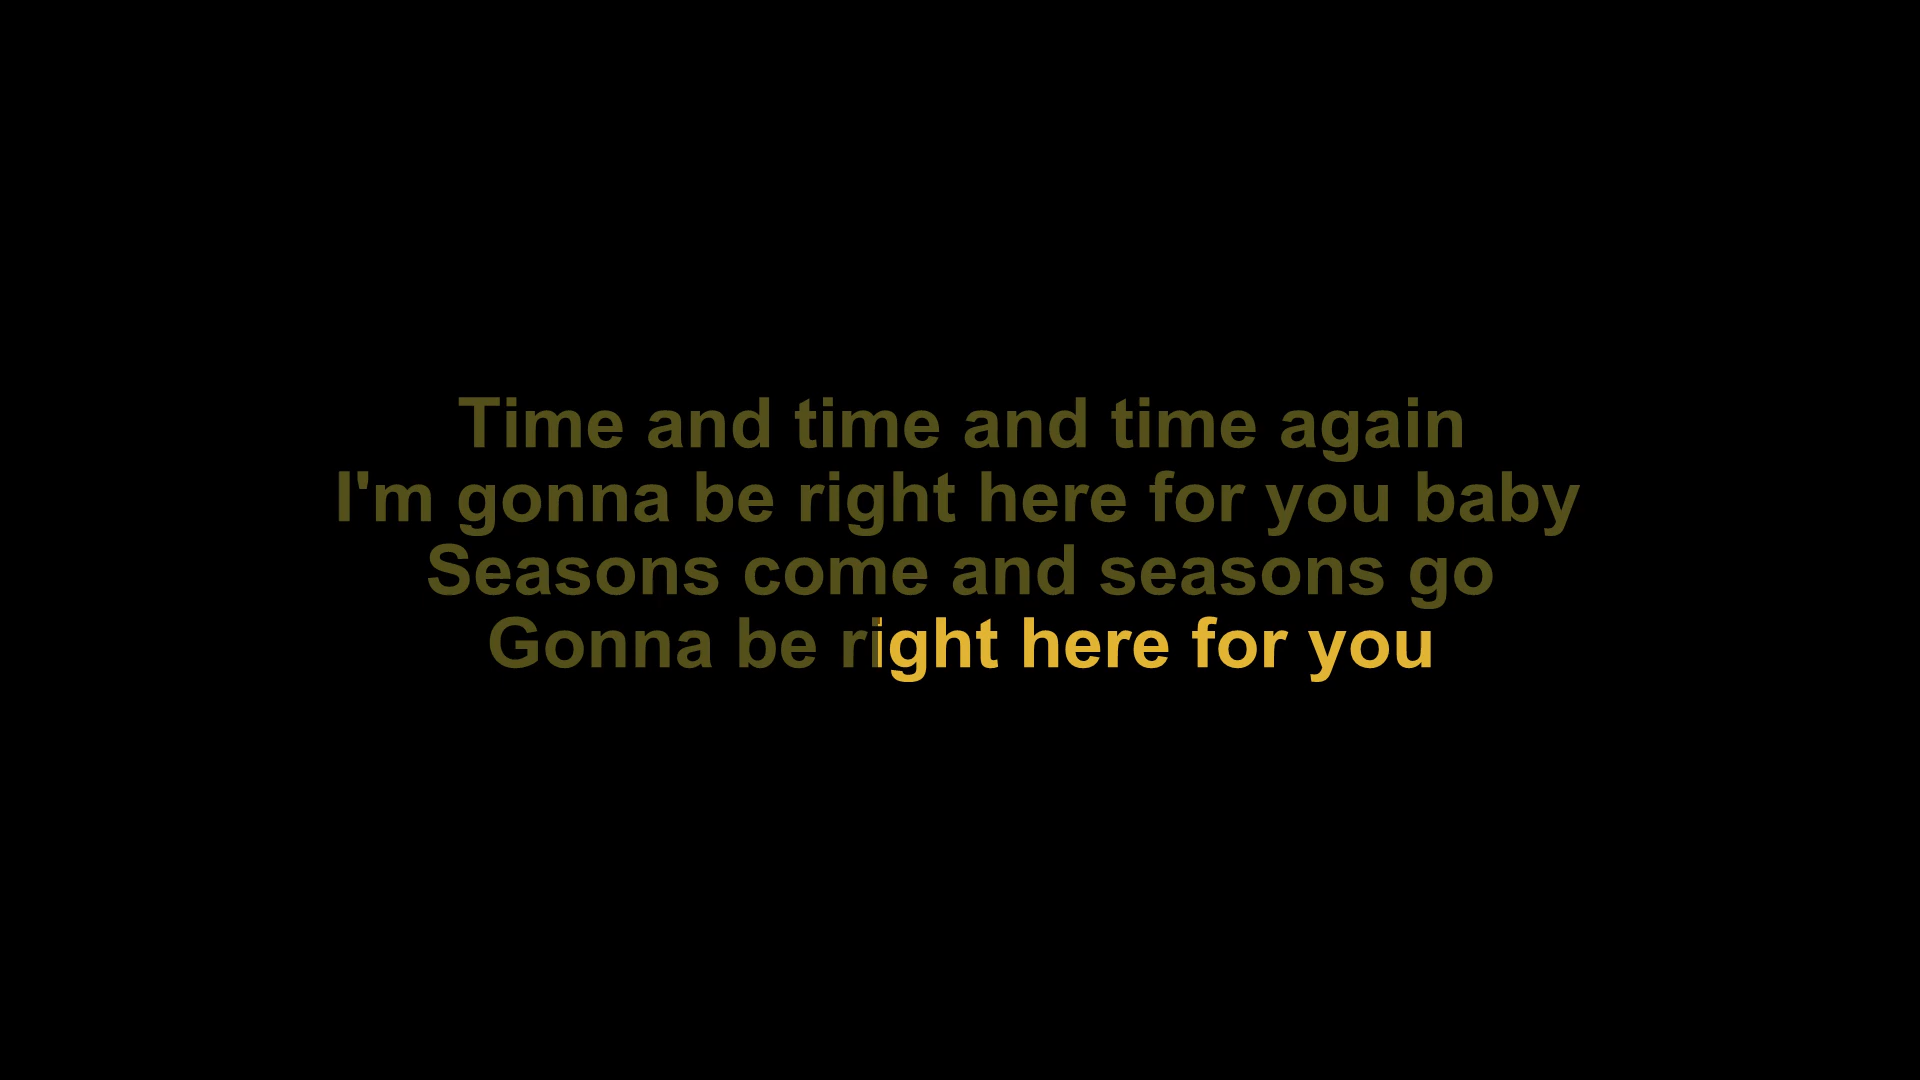 Time and time and time again
I'm gonna be right here for you baby
Seasons come and seasons go
Gonna be right here for you